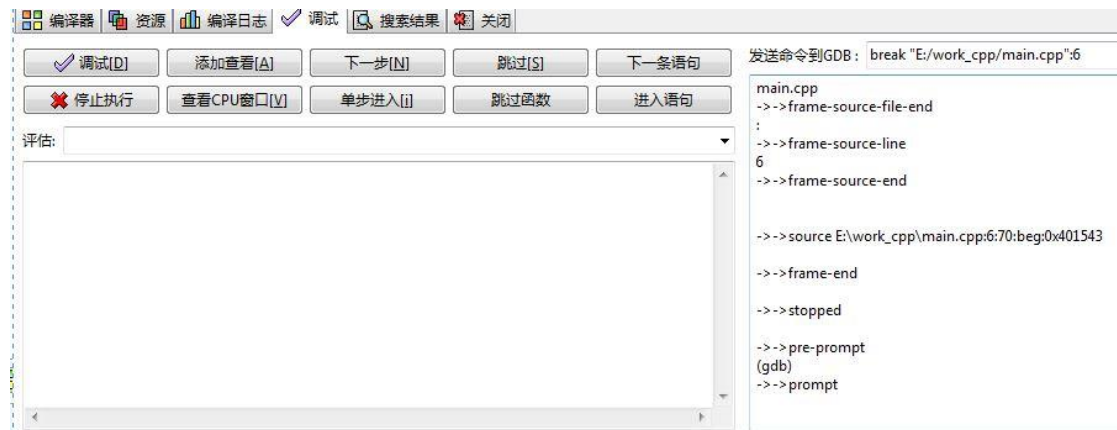 编译器 资源 编译日志 调试 搜索结果 关闭
调试[D] 添加查看[A] 下一步[N] 跳过[S] 下一条语句
停止执行 查看CPU窗口[V] 单步进入[i] 跳过函数 进入语句
评估:
发送命令到GDB: break "E:/work_cpp/main.cpp":6
main.cpp
->->frame-source-file-end
:
->->frame-source-line
6
->->frame-source-end
->->source E:\work_cpp\main.cpp:6:70:beg:0x401543
->->frame-end
->->stopped
->->pre-prompt
(gdb)
->->prompt